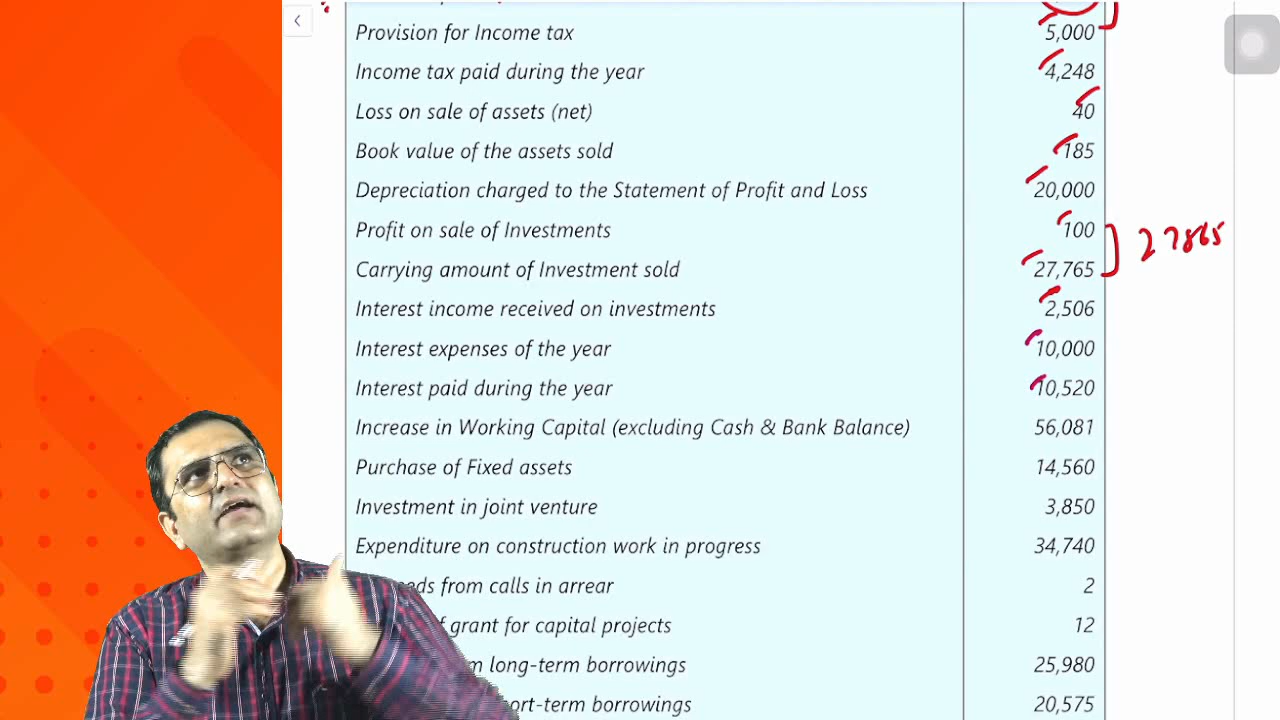 Provision for Income tax 5,000
Income tax paid during the year 4,248
Loss on sale of assets (net) 40
Book value of the assets sold 185
Depreciation charged to the Statement of Profit and Loss 20,000
Profit on sale of Investments 100
27865
Carrying amount of Investment sold 27,765
Interest income received on investments 2,506
Interest expenses of the year 10,000
Interest paid during the year 10,520
Increase in Working Capital (excluding Cash & Bank Balance) 56,081
Purchase of Fixed assets 14,560
Investment in joint venture 3,850
Expenditure on construction work in progress 34,740
from calls in arrear 2
grant for capital projects 12
long-term borrowings 25,980
borrowings 20,575